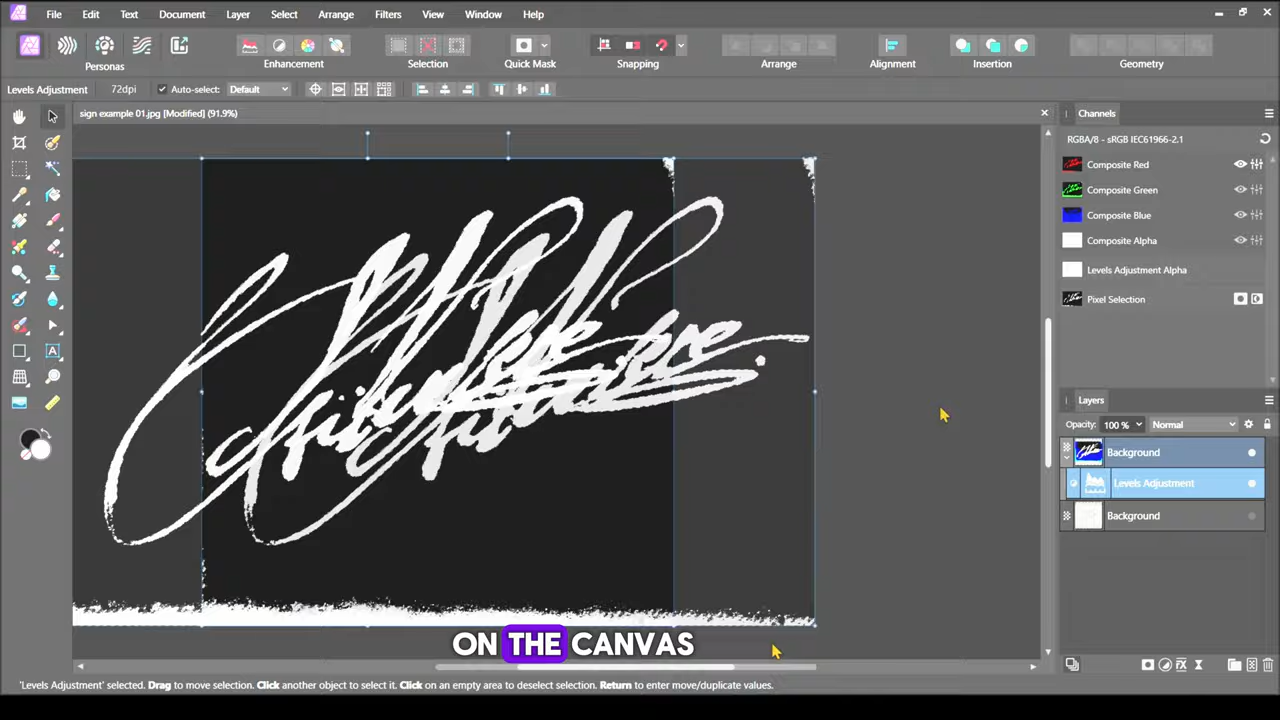 File Edit Text Document Layer Select Arrange Filters View Window Help
Personas Enhancement Selection Quick Mask Snapping Arrange Alignment Insertion Geometry
Levels Adjustment 72dpi Auto-select: Default
sign example 01.jpg [Modified] (91.9%)
Channels
RGBA/8 - sRGB IEC61966-2.1
Composite Red
Composite Green
Composite Blue
Composite Alpha
Levels Adjustment Alpha
Pixel Selection
Layers
Opacity: 100 % Normal
Background
Levels Adjustment
Background
ON THE CANVAS
'Levels Adjustment' selected. Drag to move selection. Click another object to select it. Click on an empty area to deselect selection. Return to enter move/duplicate values.